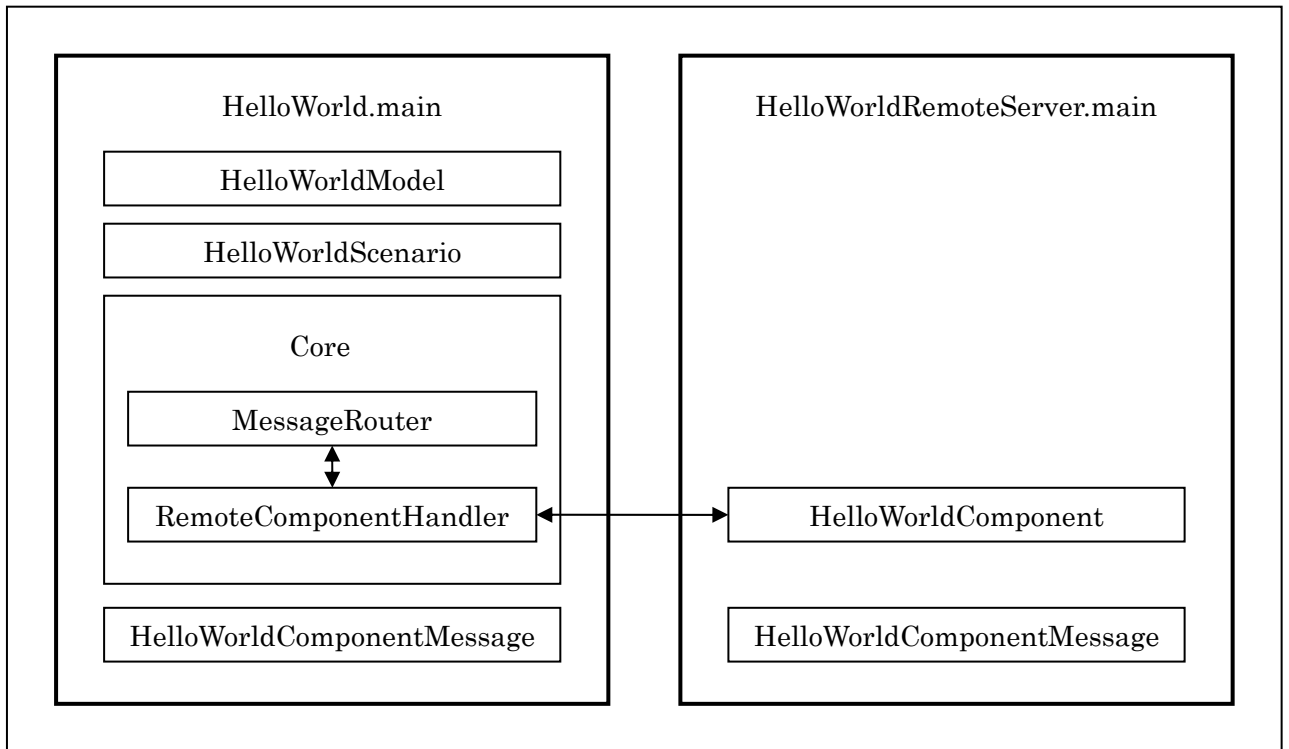 HelloWorld.main
HelloWorldModel
HelloWorldScenario
Core
MessageRouter
RemoteComponentHandler
HelloWorldComponentMessage
HelloWorldRemoteServer.main
HelloWorldComponent
HelloWorldComponentMessage